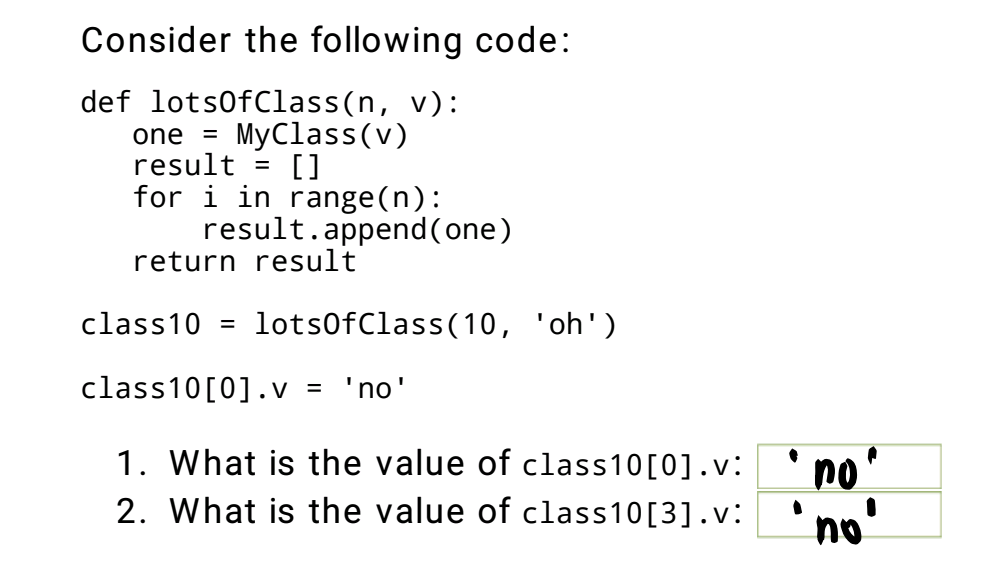 Consider the following code:
def lotsOfClass(n, v):
   one = MyClass(v)
   result = []
   for i in range(n):
       result.append(one)
   return result
class10 = lotsOfClass(10, 'oh')
class10[0].v = 'no'
1. What is the value of class10[0].v: 'no'
2. What is the value of class10[3].v: 'no'